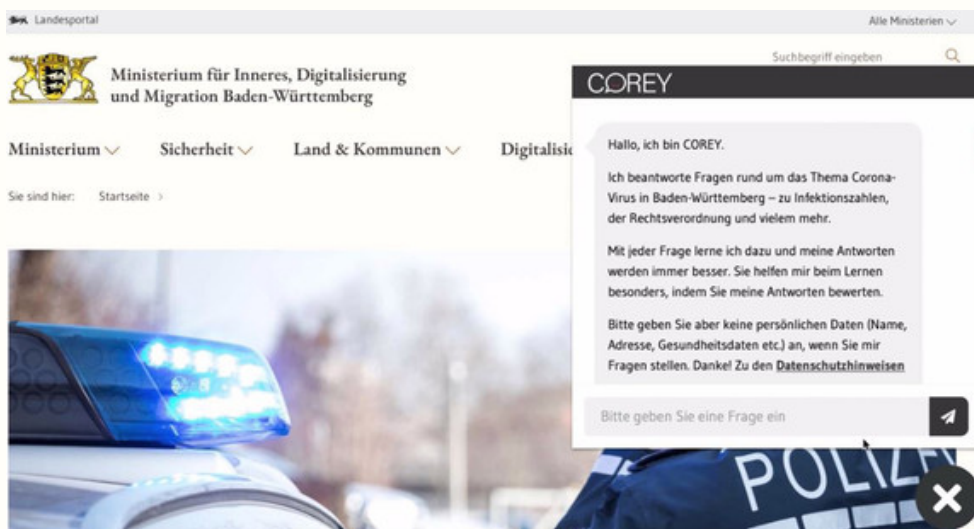 Landesportal
Alle Ministerien
Suchbegriff eingeben
Ministerium für Inneres, Digitalisierung
und Migration Baden-Württemberg
Ministerium
Sicherheit
Land & Kommunen
Sie sind hier: Startseite
COREY
Hallo, ich bin COREY.
Ich beantworte Fragen rund um das Thema Corona-
Virus in Baden-Württemberg – zu Infektionszahlen,
der Rechtsverordnung und vielem mehr.
Mit jeder Frage lerne ich dazu und meine Antworten
werden immer besser. Sie helfen mir beim Lernen
besonders, indem Sie meine Antworten bewerten.
Bitte geben Sie aber keine persönlichen Daten (Name,
Adresse, Gesundheitsdaten etc.) an, wenn Sie mir
Fragen stellen. Danke! Zu den Datenschutzhinweisen
Bitte geben Sie eine Frage ein
POLIZEI